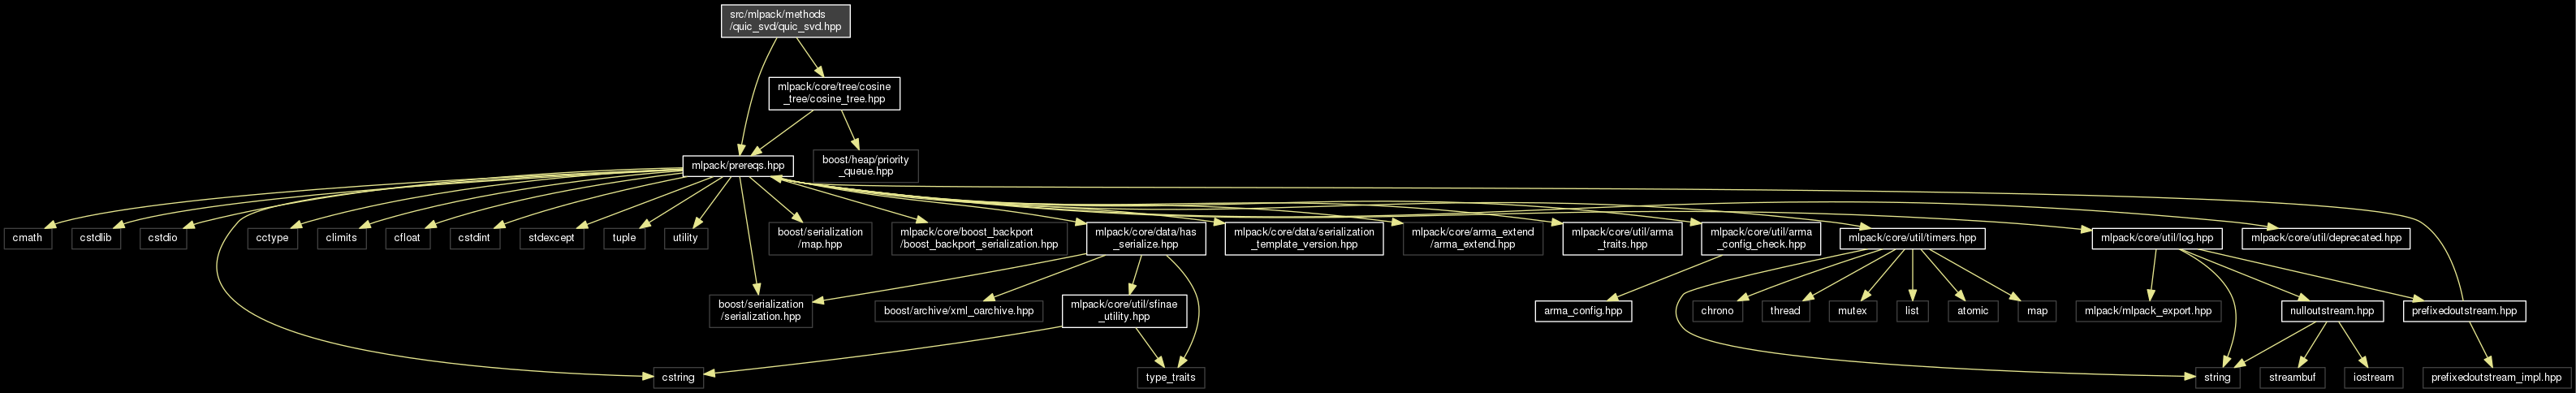 src/mlpack/methods
/quic_svd/quic_svd.hpp
mlpack/core/tree/cosine
_tree/cosine_tree.hpp
mlpack/prereqs.hpp
boost/heap/priority
_queue.hpp
cmath
cstdlib
cstdio
cctype
climits
cfloat
cstdint
stdexcept
tuple
utility
boost/serialization
/map.hpp
mlpack/core/boost_backport
/boost_backport_serialization.hpp
mlpack/core/data/has
_serialize.hpp
mlpack/core/data/serialization
_template_version.hpp
mlpack/core/arma_extend
/arma_extend.hpp
mlpack/core/util/arma
_traits.hpp
mlpack/core/util/arma
_config_check.hpp
mlpack/core/util/timers.hpp
mlpack/core/util/log.hpp
mlpack/core/util/deprecated.hpp
boost/serialization
/serialization.hpp
boost/archive/xml_oarchive.hpp
mlpack/core/util/sfinae
_utility.hpp
arma_config.hpp
chrono
thread
mutex
list
atomic
map
mlpack/mlpack_export.hpp
nulloutstream.hpp
prefixedoutstream.hpp
cstring
type_traits
string
streambuf
iostream
prefixedoutstream_impl.hpp